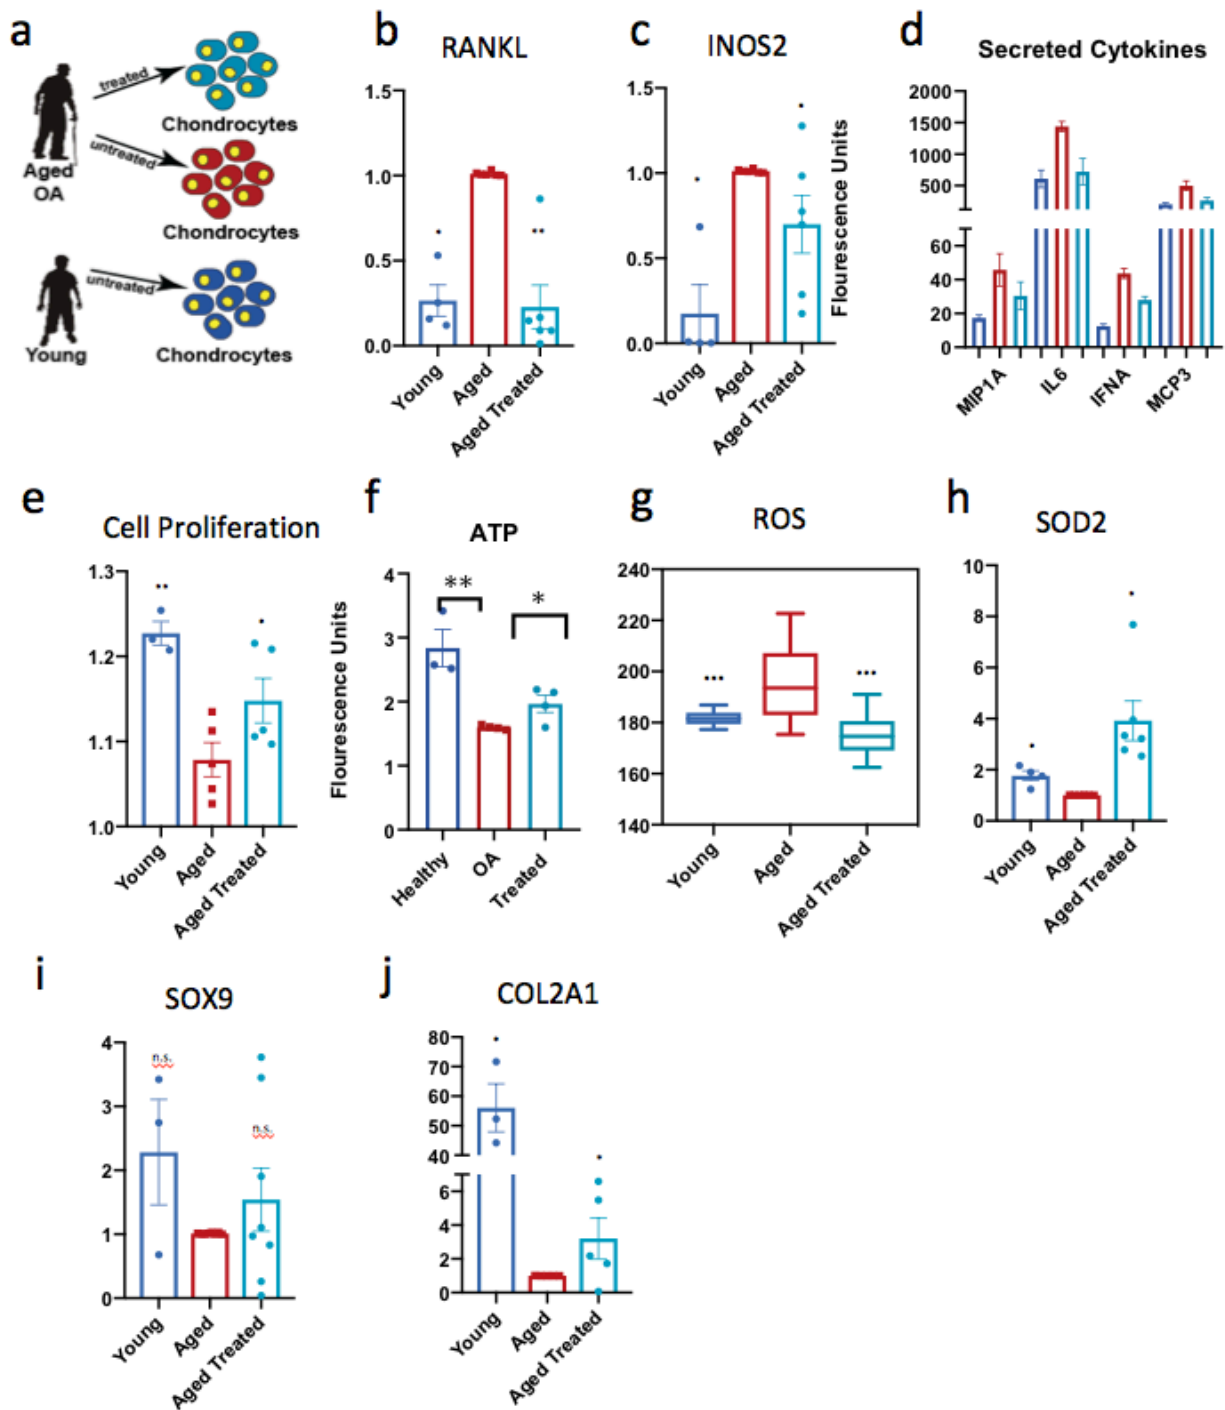 a
treated
Chondrocytes
untreated
Aged
OA
Chondrocytes
untreated
Young
Chondrocytes
b
RANKL
1.5
1.0
0.5
0.0
*
**
Young
Aged
Aged Treated
c
INOS2
1.5
1.0
0.5
0.0
*
*
Young
Aged
Aged Treated
d
Secreted Cytokines
Flourescence Units
2000
1500
1000
500
60
40
20
0
MIP1A
IL6
IFNA
MCP3
e
Cell Proliferation
1.3
1.2
1.1
1.0
**
*
Young
Aged
Aged Treated
f
ATP
Flourescence Units
4
3
2
1
0
**
*
Healthy
OA
Treated
g
ROS
240
220
200
180
160
140
***
***
Young
Aged
Aged Treated
h
SOD2
10
8
6
4
2
0
*
*
Young
Aged
Aged Treated
i
SOX9
4
3
2
1
0
n.s.
n.s.
Young
Aged
Aged Treated
j
COL2A1
80
70
60
50
40
6
4
2
0
*
*
Young
Aged
Aged Treated